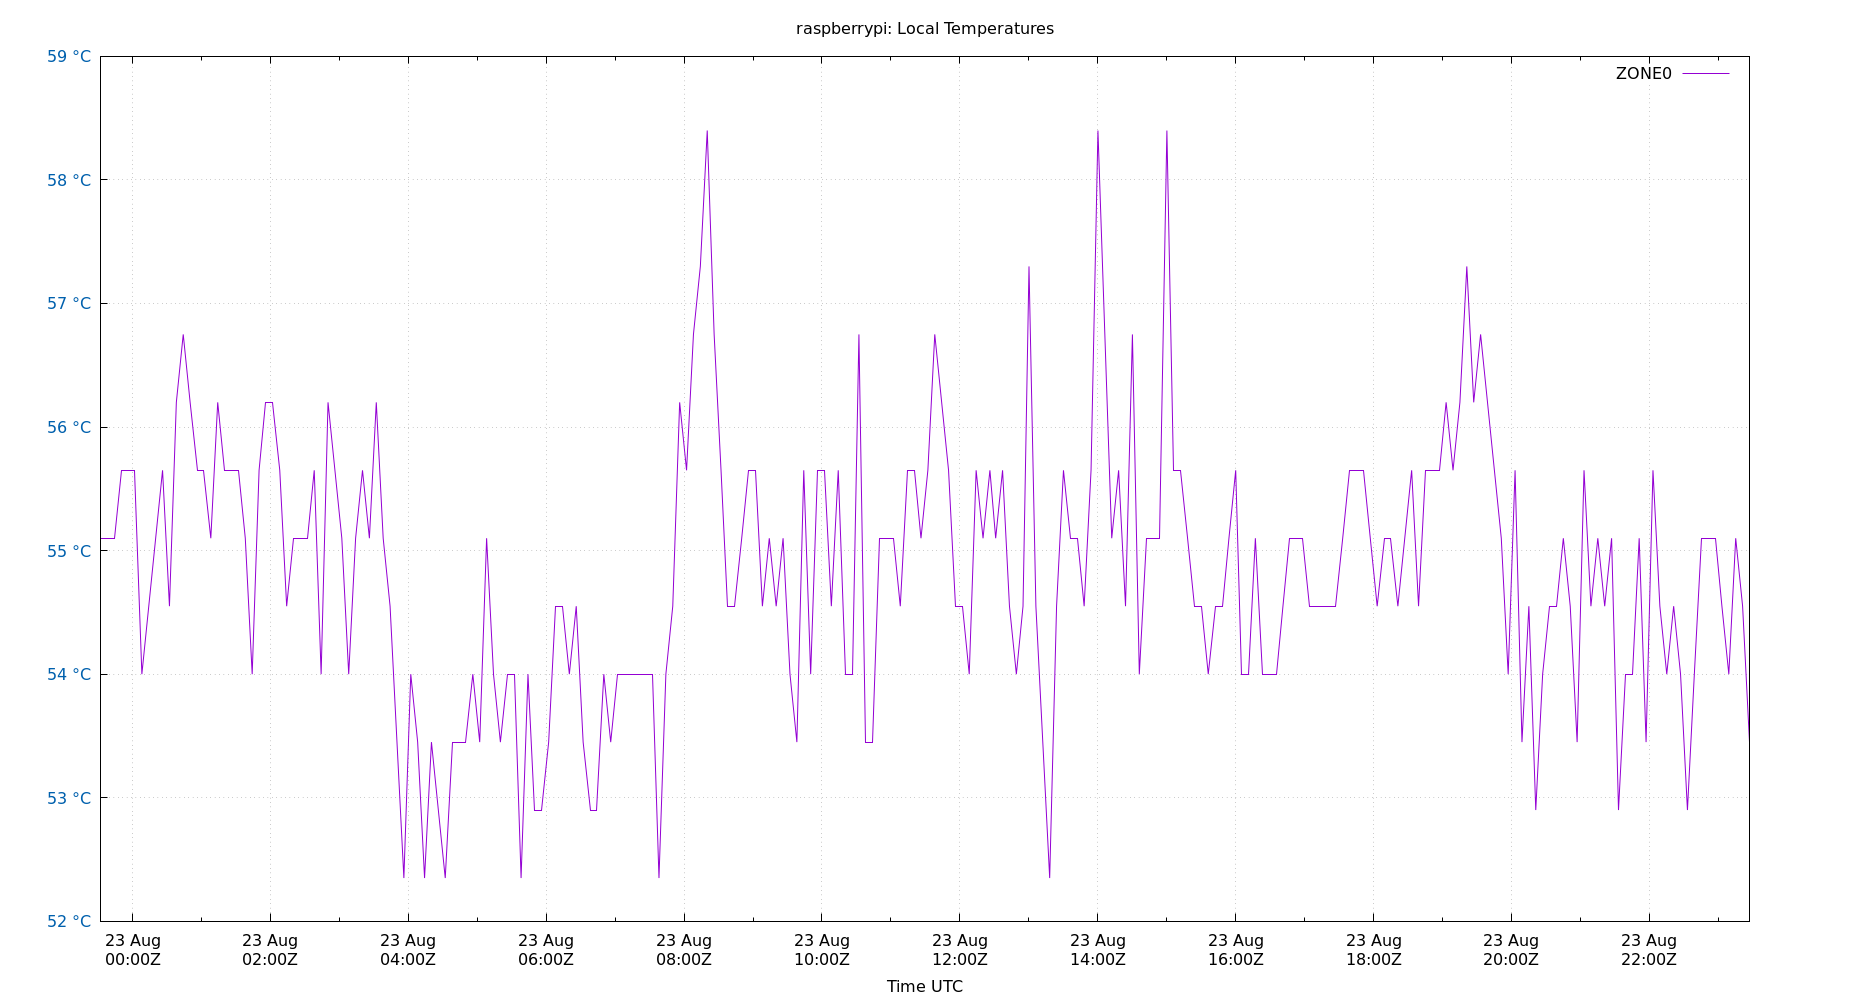 raspberrypi: Local Temperatures
59 °C
ZONE0
58 °C
57 °C
56 °C
55 °C
54 °C
53 °C
52 °C
23 Aug 23 Aug 23 Aug 23 Aug 23 Aug 23 Aug 23 Aug 23 Aug 23 Aug 23 Aug 23 Aug 23 Aug
00:00Z 02:00Z 04:00Z 06:00Z 08:00Z 10:00Z 12:00Z 14:00Z 16:00Z 18:00Z 20:00Z 22:00Z
Time UTC